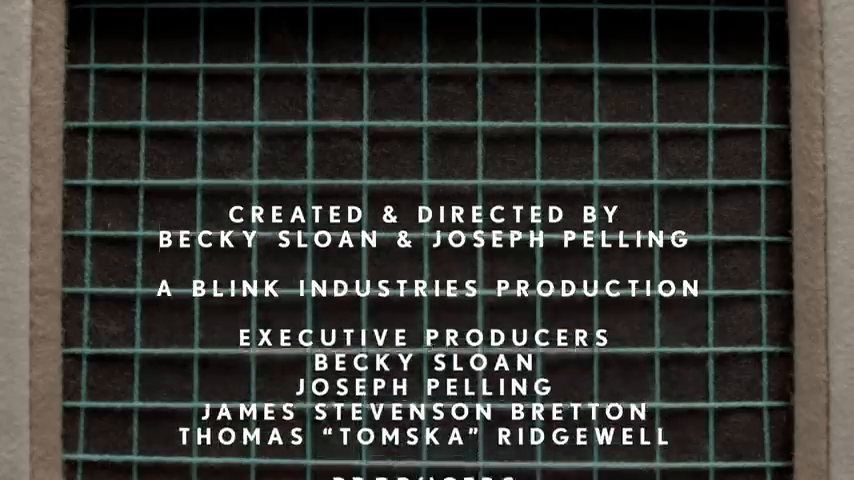 CREATED & DIRECTED BY
BECKY SLOAN & JOSEPH PELLING
A BLINK INDUSTRIES PRODUCTION
EXECUTIVE PRODUCERS
BECKY SLOAN
JOSEPH PELLING
JAMES STEVENSON BRETTON
THOMAS “TOMSKA” RIDGEWELL
PRODUCERS